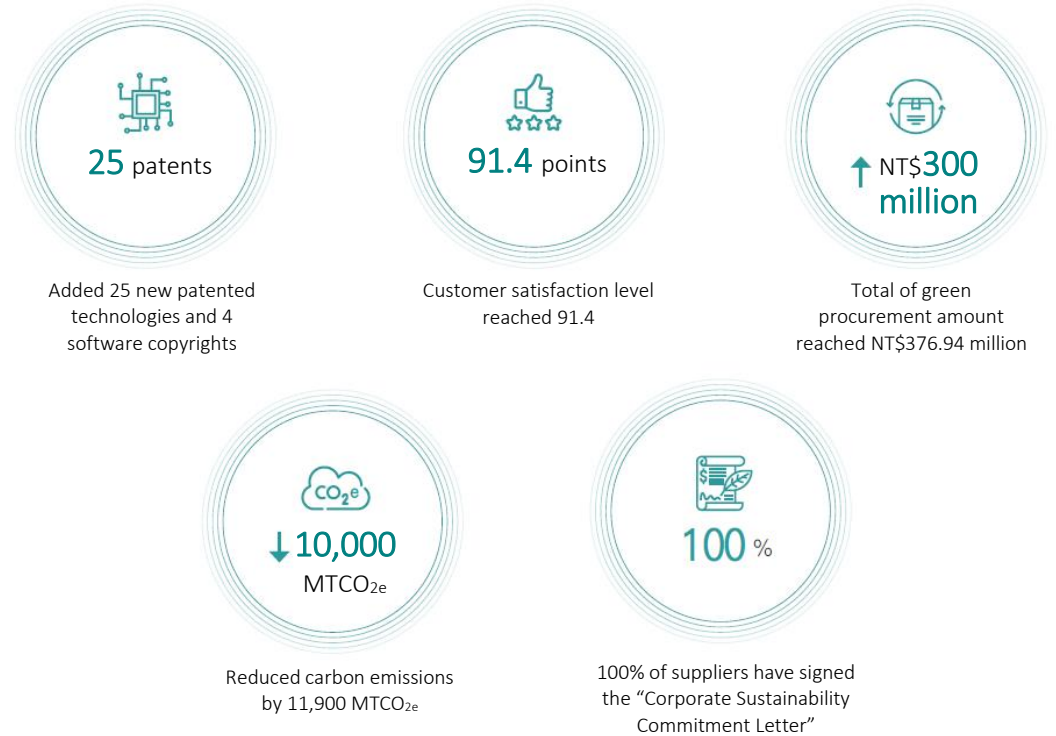 25 patents
Added 25 new patented
technologies and 4
software copyrights
91.4 points
Customer satisfaction level
reached 91.4
↑ NT$300
million
Total of green
procurement amount
reached NT$376.94 million
CO₂e
↓10,000
MTCO₂e
Reduced carbon emissions
by 11,900 MTCO₂e
$
100 %
100% of suppliers have signed
the “Corporate Sustainability
Commitment Letter”